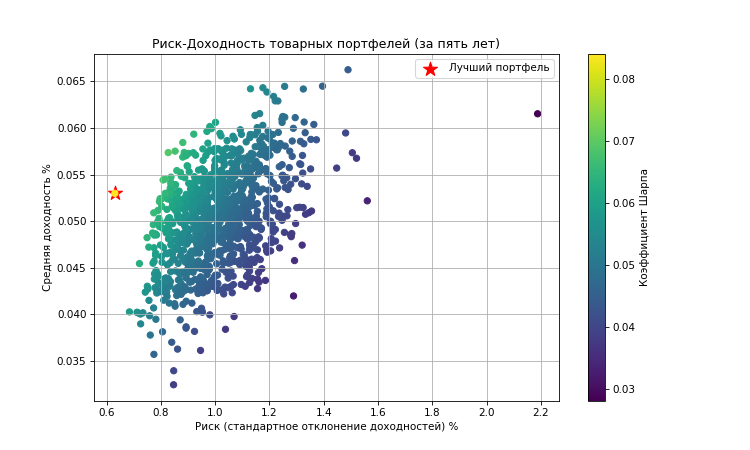 Риск-Доходность товарных портфелей (за пять лет)
Лучший портфель
Средняя доходность %
0.065
0.060
0.055
0.050
0.045
0.040
0.035
0.6 0.8 1.0 1.2 1.4 1.6 1.8 2.0 2.2
Риск (стандартное отклонение доходностей) %
0.08
0.07
0.06
0.05
0.04
0.03
Коэффициент Шарпа